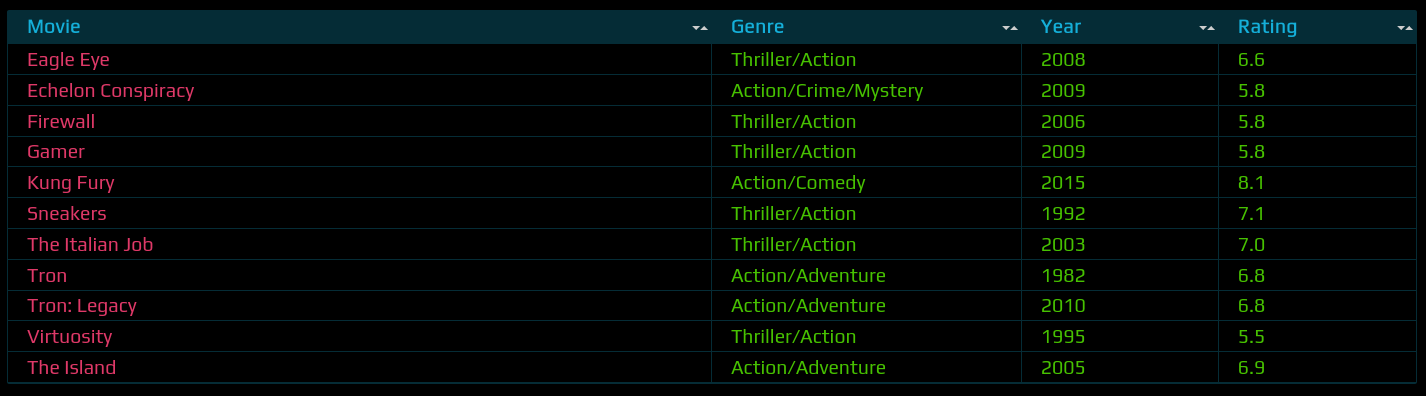 Movie Genre Year Rating
Eagle Eye Thriller/Action 2008 6.6
Echelon Conspiracy Action/Crime/Mystery 2009 5.8
Firewall Thriller/Action 2006 5.8
Gamer Thriller/Action 2009 5.8
Kung Fury Action/Comedy 2015 8.1
Sneakers Thriller/Action 1992 7.1
The Italian Job Thriller/Action 2003 7.0
Tron Action/Adventure 1982 6.8
Tron: Legacy Action/Adventure 2010 6.8
Virtuosity Thriller/Action 1995 5.5
The Island Action/Adventure 2005 6.9